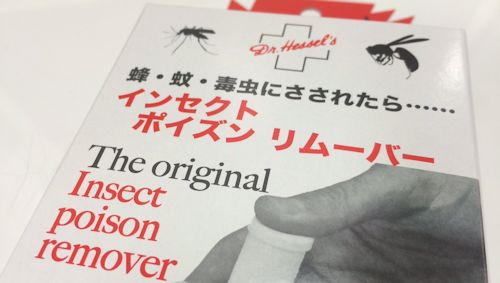 Dr. Hessel's
蜂・蚊・毒虫にさされたら……
インセクト
ポイズン リムーバー
The original
Insect
poison
remover